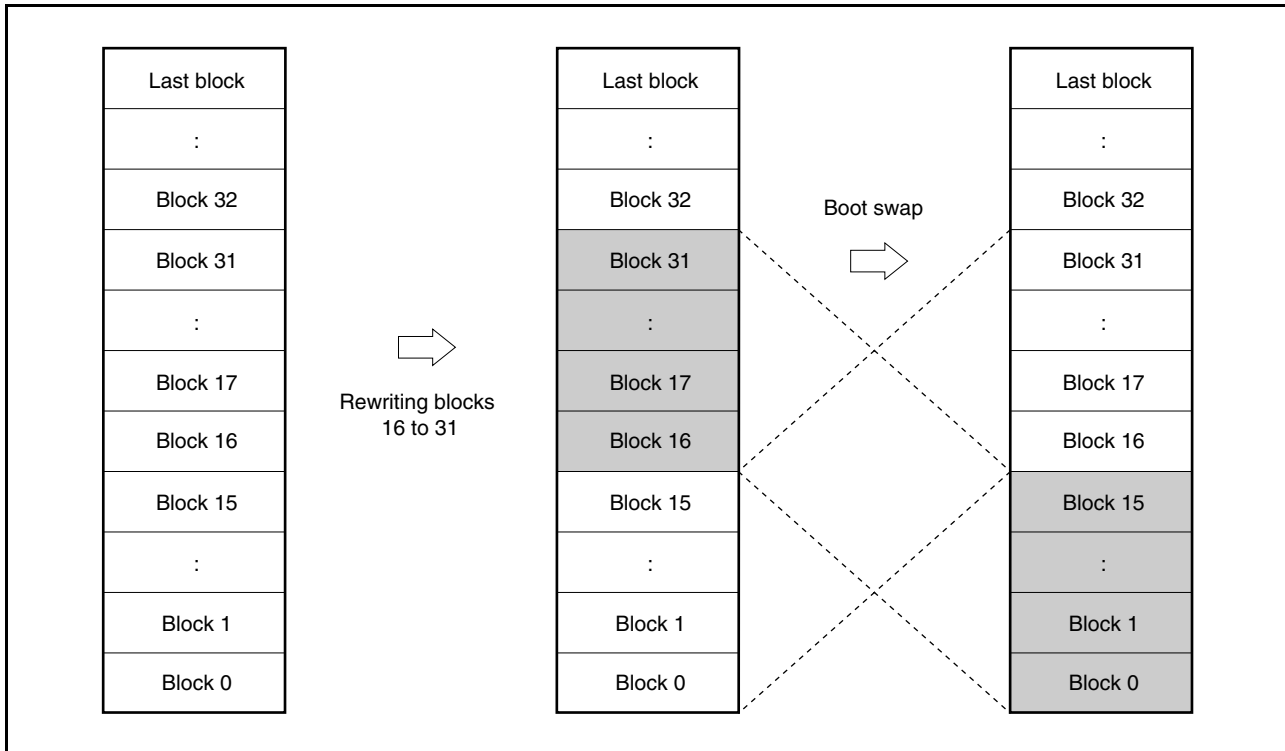 Last block
:
Block 32
Block 31
:
Block 17
Block 16
Block 15
:
Block 1
Block 0
Rewriting blocks
16 to 31
Last block
:
Block 32
Block 31
:
Block 17
Block 16
Block 15
:
Block 1
Block 0
Boot swap
Last block
:
Block 32
Block 31
:
Block 17
Block 16
Block 15
:
Block 1
Block 0